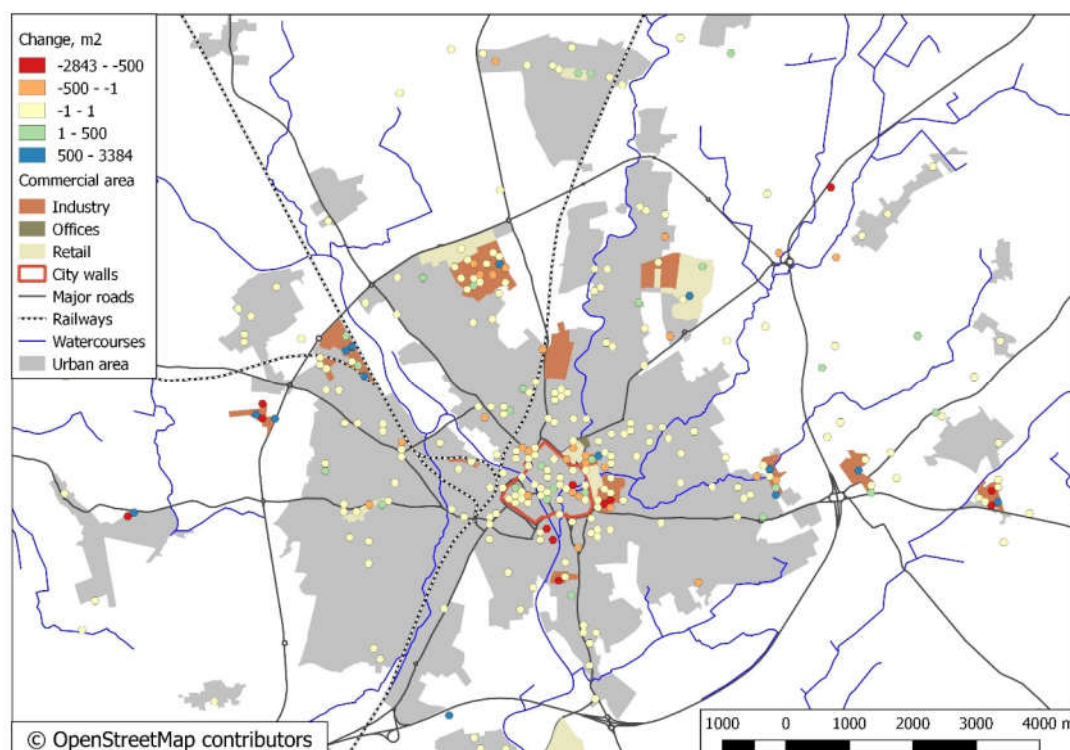 Change, m2
-2843 - -500
-500 - -1
-1 - 1
1 - 500
500 - 3384
Commercial area
Industry
Offices
Retail
City walls
Major roads
Railways
Watercourses
Urban area
© OpenStreetMap contributors
1000 0 1000 2000 3000 4000 m